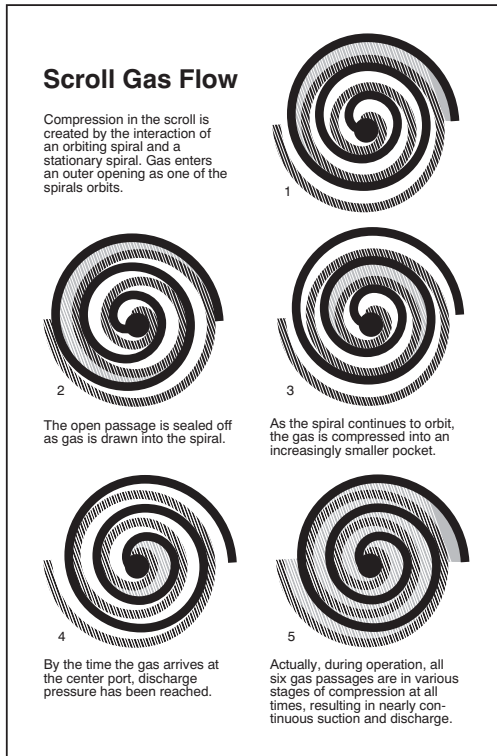 Scroll Gas Flow
Compression in the scroll is
created by the interaction of
an orbiting spiral and a
stationary spiral. Gas enters
an outer opening as one of the
spirals orbits.
1
2
The open passage is sealed off
as gas is drawn into the spiral.
3
As the spiral continues to orbit,
the gas is compressed into an
increasingly smaller pocket.
4
By the time the gas arrives at
the center port, discharge
pressure has been reached.
5
Actually, during operation, all
six gas passages are in various
stages of compression at all
times, resulting in nearly con-
tinuous suction and discharge.